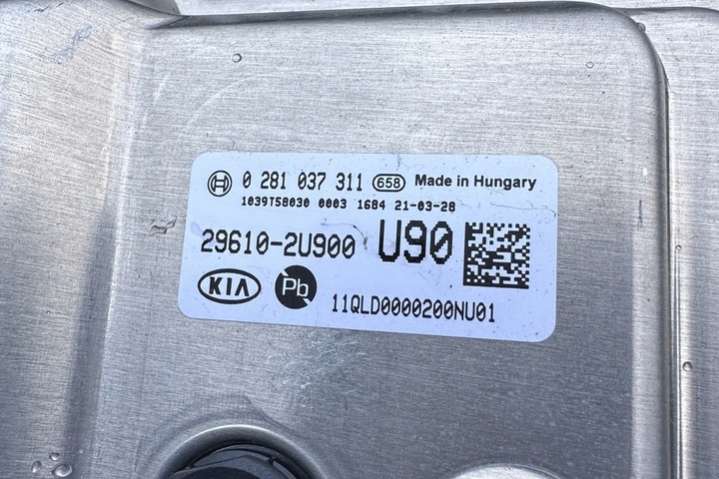 0 281 037 311 658 Made in Hungary
1039T58030 0003 1684 21-03-28
29610-2U900 U90
KIA Pb
11QLD0000200NU01